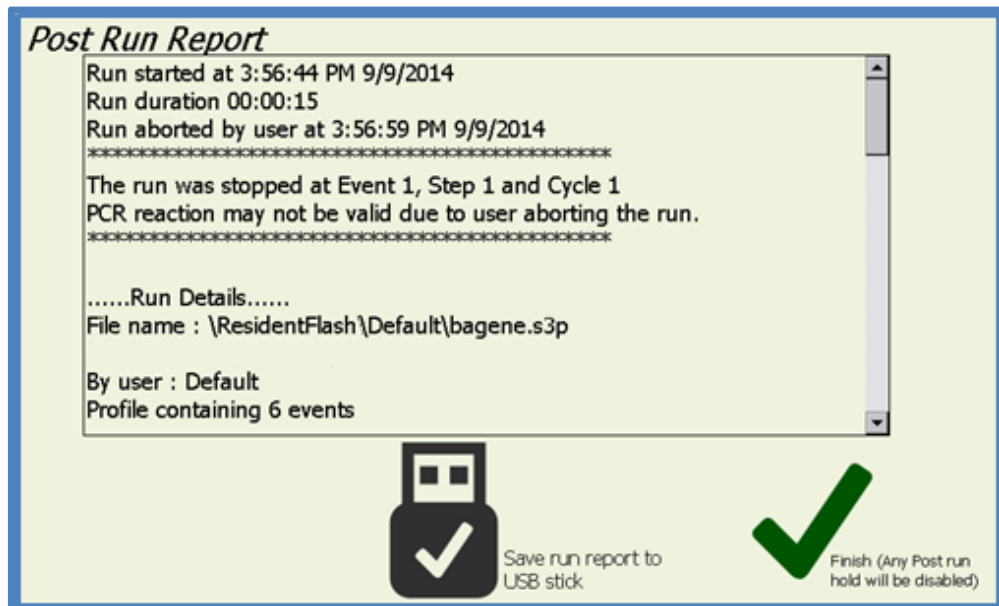 Post Run Report
Run started at 3:56:44 PM 9/9/2014
Run duration 00:00:15
Run aborted by user at 3:56:59 PM 9/9/2014
******************************************
The run was stopped at Event 1, Step 1 and Cycle 1
PCR reaction may not be valid due to user aborting the run.
******************************************
......Run Details......
File name : \ResidentFlash\Default\bagene.s3p
By user : Default
Profile containing 6 events
Save run report to
USB stick
Finish (Any Post run
hold will be disabled)